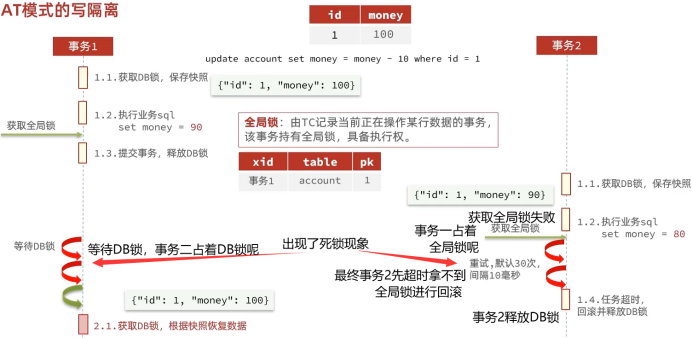 AT模式的写隔离
id money
1 100
事务1
事务2
update account set money = money - 10 where id = 1
1.1.获取DB锁，保存快照
{"id": 1, "money": 100}
1.2.执行业务sql
set money = 90
获取全局锁
1.3.提交事务，释放DB锁
全局锁：由TC记录当前正在操作某行数据的事务，
该事务持有全局锁，具备执行权。
xid table pk
事务1 account 1
{"id": 1, "money": 90}
1.1.获取DB锁，保存快照
获取全局锁失败
1.2.执行业务sql
set money = 80
获取全局锁
事务一占着
全局锁呢
等待DB锁
等待DB锁，事务二占着DB锁呢
出现了死锁现象
重试,默认30次，
间隔10毫秒
最终事务2先超时拿不到
全局锁进行回滚
{"id": 1, "money": 100}
1.4.任务超时，
回滚并释放DB锁
事务2释放DB锁
2.1.获取DB锁，根据快照恢复数据